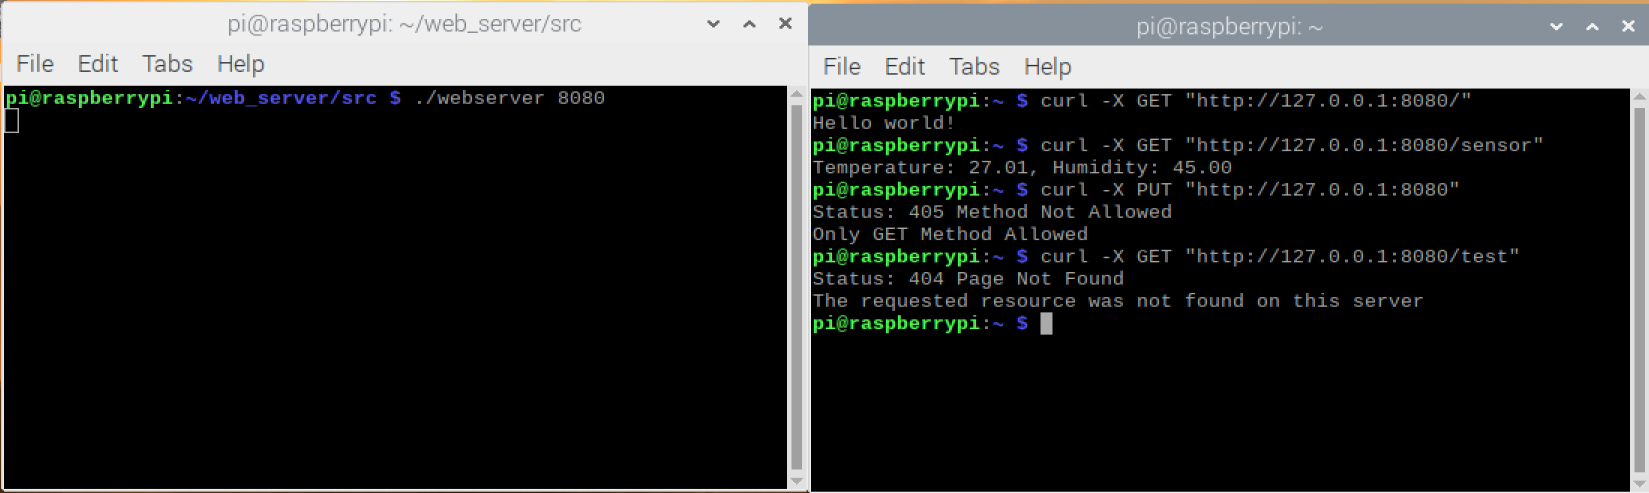 pi@raspberrypi: ~/web_server/src
File Edit Tabs Help
pi@raspberrypi:~/web_server/src $ ./webserver 8080
pi@raspberrypi: ~
File Edit Tabs Help
pi@raspberrypi:~ $ curl -X GET "http://127.0.0.1:8080/"
Hello world!
pi@raspberrypi:~ $ curl -X GET "http://127.0.0.1:8080/sensor"
Temperature: 27.01, Humidity: 45.00
pi@raspberrypi:~ $ curl -X PUT "http://127.0.0.1:8080"
Status: 405 Method Not Allowed
Only GET Method Allowed
pi@raspberrypi:~ $ curl -X GET "http://127.0.0.1:8080/test"
Status: 404 Page Not Found
The requested resource was not found on this server
pi@raspberrypi:~ $